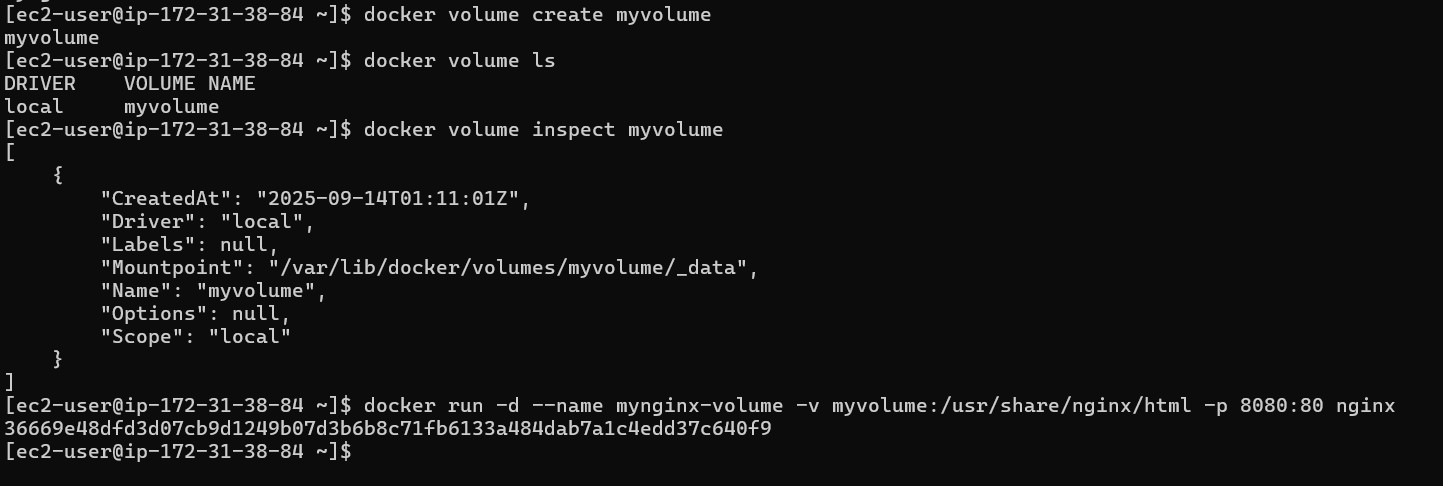 [ec2-user@ip-172-31-38-84 ~]$ docker volume create myvolume
myvolume
[ec2-user@ip-172-31-38-84 ~]$ docker volume ls
DRIVER    VOLUME NAME
local     myvolume
[ec2-user@ip-172-31-38-84 ~]$ docker volume inspect myvolume
[
    {
        "CreatedAt": "2025-09-14T01:11:01Z",
        "Driver": "local",
        "Labels": null,
        "Mountpoint": "/var/lib/docker/volumes/myvolume/_data",
        "Name": "myvolume",
        "Options": null,
        "Scope": "local"
    }
]
[ec2-user@ip-172-31-38-84 ~]$ docker run -d --name mynginx-volume -v myvolume:/usr/share/nginx/html -p 8080:80 nginx
36669e48dfd3d07cb9d1249b07d3b6b8c71fb6133a484dab7a1c4edd37c640f9
[ec2-user@ip-172-31-38-84 ~]$